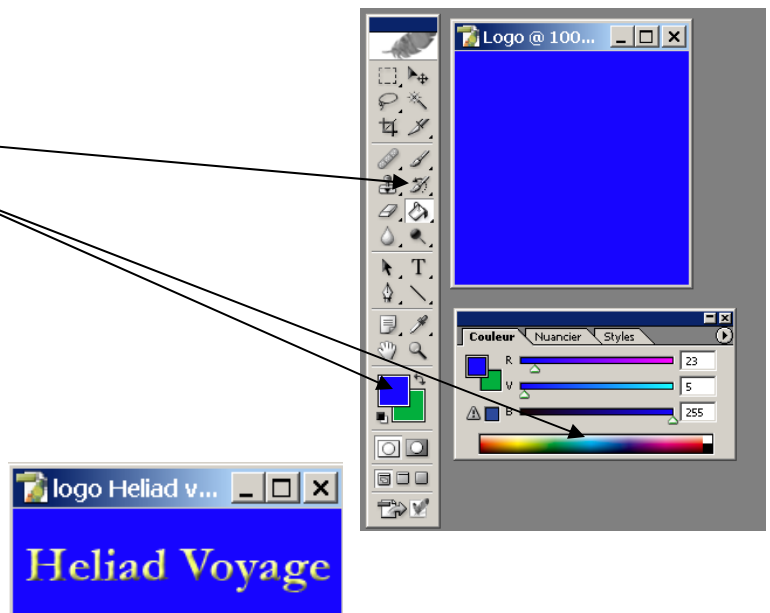 Logo @ 100...
T
Couleur Nuancier Styles
R 23
V 5
B 255
logo Heliad v...
Heliad Voyage